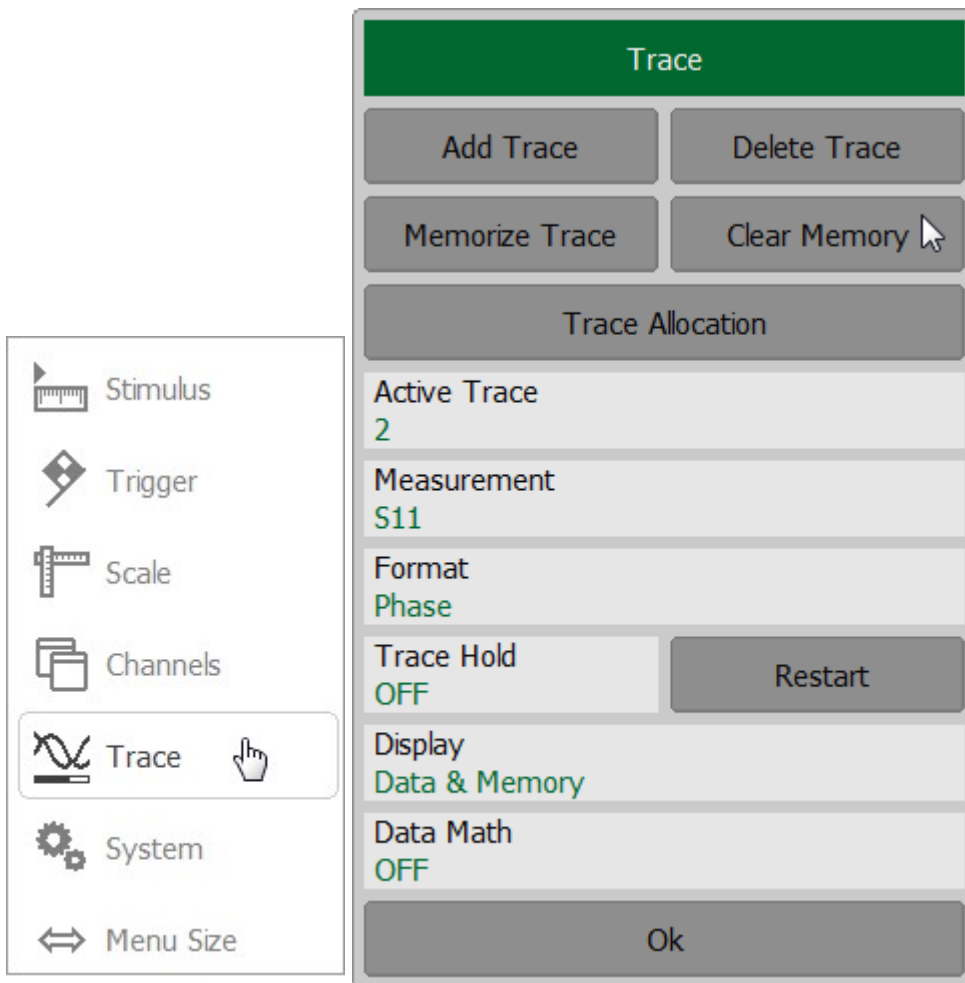 Stimulus
Trigger
Scale
Channels
Trace
System
Menu Size
Trace
Add Trace
Delete Trace
Memorize Trace
Clear Memory
Trace Allocation
Active Trace
2
Measurement
S11
Format
Phase
Trace Hold
OFF
Restart
Display
Data & Memory
Data Math
OFF
Ok